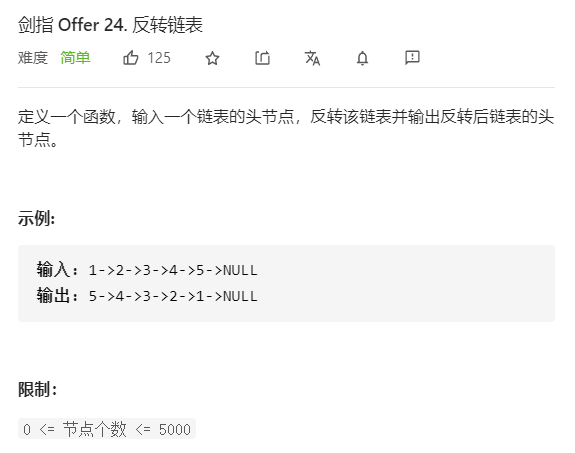 剑指 Offer 24. 反转链表
难度 简单 125
定义一个函数，输入一个链表的头节点，反转该链表并输出反转后链表的头
节点。
示例:
输入: 1->2->3->4->5->NULL
输出: 5->4->3->2->1->NULL
限制：
0 <= 节点个数 <= 5000